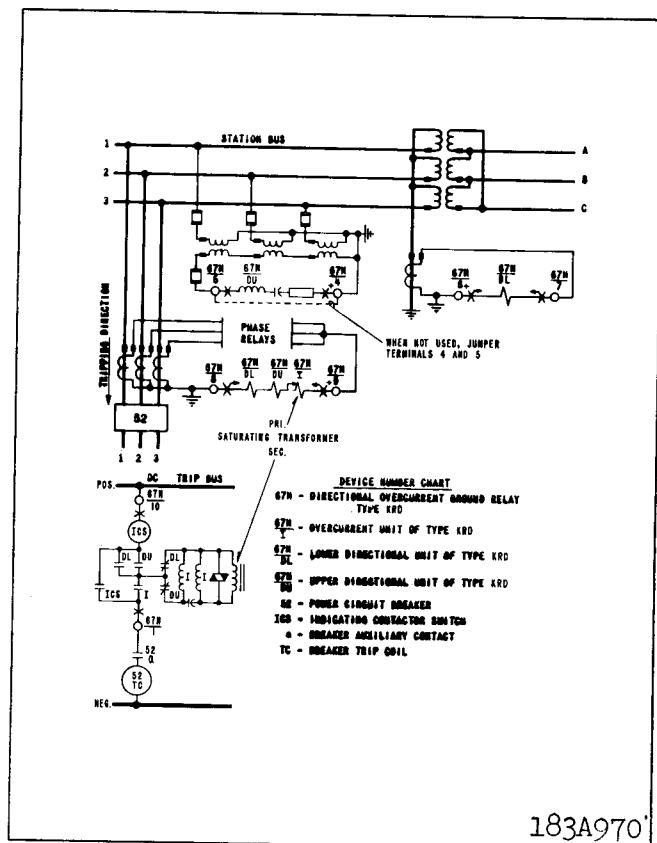 STATION BUS
1
2
3
A
B
C
67N
5
67N
DU
67N
4
67N
6
67N
DL
67N
7
WHEN NOT USED, JUMPER
TERMINALS 4 AND 5
TRIPPING DIRECTION
PHASE
RELAYS
67N
8
67N
DL
67N
DU
67N
I
67N
9
52
1 2 3
PRI.
SATURATING TRANSFORMER
SEC.
POS. DC TRIP BUS
67N
10
ICS
DL DU DL
ICS I DU I I
67N
1
52
a
52
TC
NEG.
DEVICE NUMBER CHART
67N - DIRECTIONAL OVERCURRENT GROUND RELAY
TYPE KRD
67N
I - OVERCURRENT UNIT OF TYPE KRD
67N
DL - LOWER DIRECTIONAL UNIT OF TYPE KRD
67N
DU - UPPER DIRECTIONAL UNIT OF TYPE KRD
52 - POWER CIRCUIT BREAKER
ICS - INDICATING CONTACTOR SWITCH
a - BREAKER AUXILIARY CONTACT
TC - BREAKER TRIP COIL
183A970